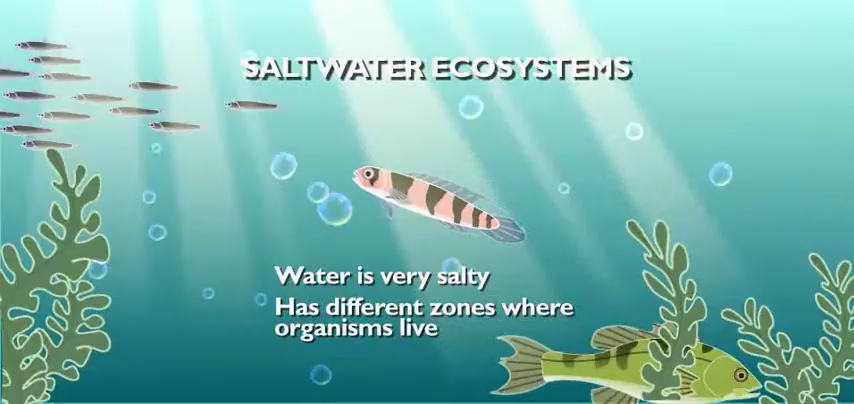 SALTWATER ECOSYSTEMS
Water is very salty
Has different zones where
organisms live